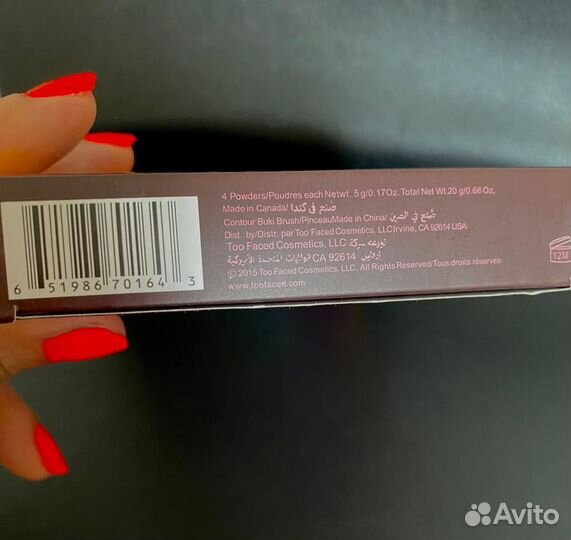 4 Powders/Poudres each Netwt. 5 g/0.17Oz. Total Net Wt.20 g/0.68 Oz.
Made in Canada/ صنع في كندا
Contour Buki Brush/PinceauMade in China/ صنع في الصين
Dist. by/Distr. par Too Faced Cosmetics, LLCIrvine, CA 92614 USA
Too Faced Cosmetics, LLC
CA 92614
©2015 Too Faced Cosmetics, LLC. All Rights Reserved/Tous droits réservés
www.toofaced.com
6 51986 70164 3
12M
Avito